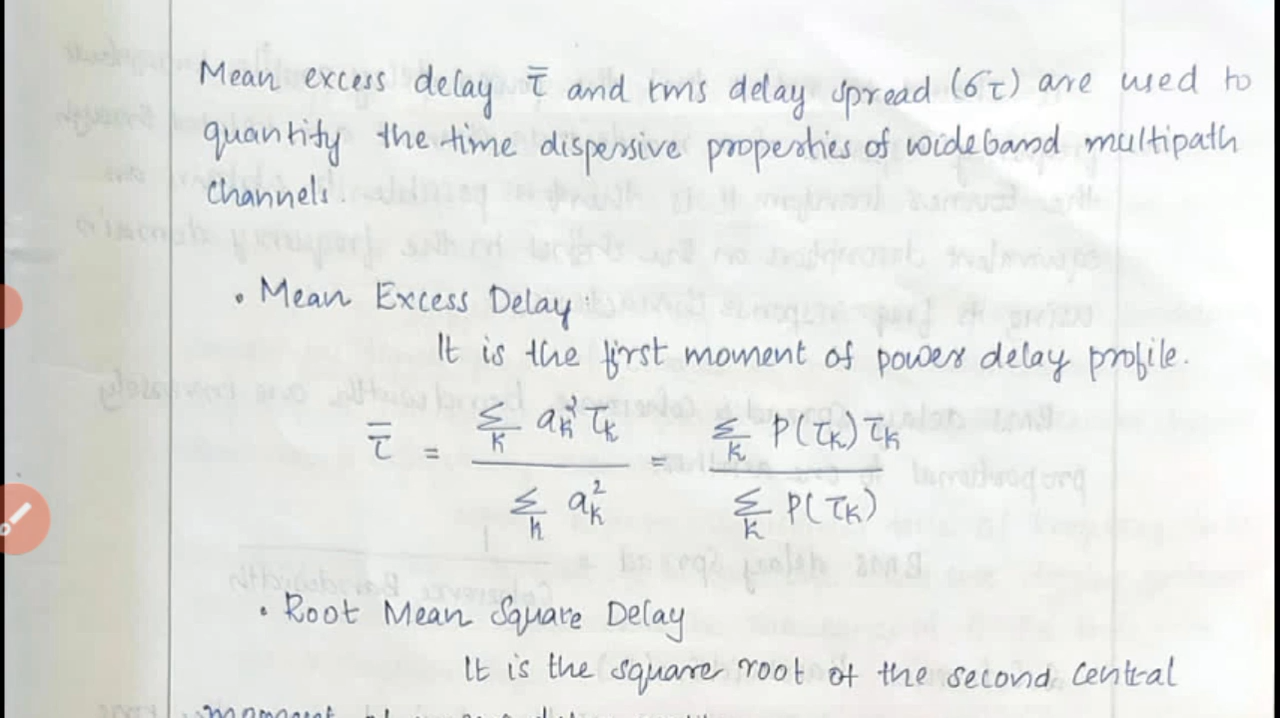 Mean excess delay τ̅ and rms delay spread (στ) are used to
quantity the time dispersive properties of wideband multipath
channels.
• Mean Excess Delay:
It is the first moment of power delay profile.
τ̅ = Σk ak² τk / Σk ak² = Σk P(τk) τk / Σk P(τk)
• Root Mean Square Delay
It is the square root of the second central